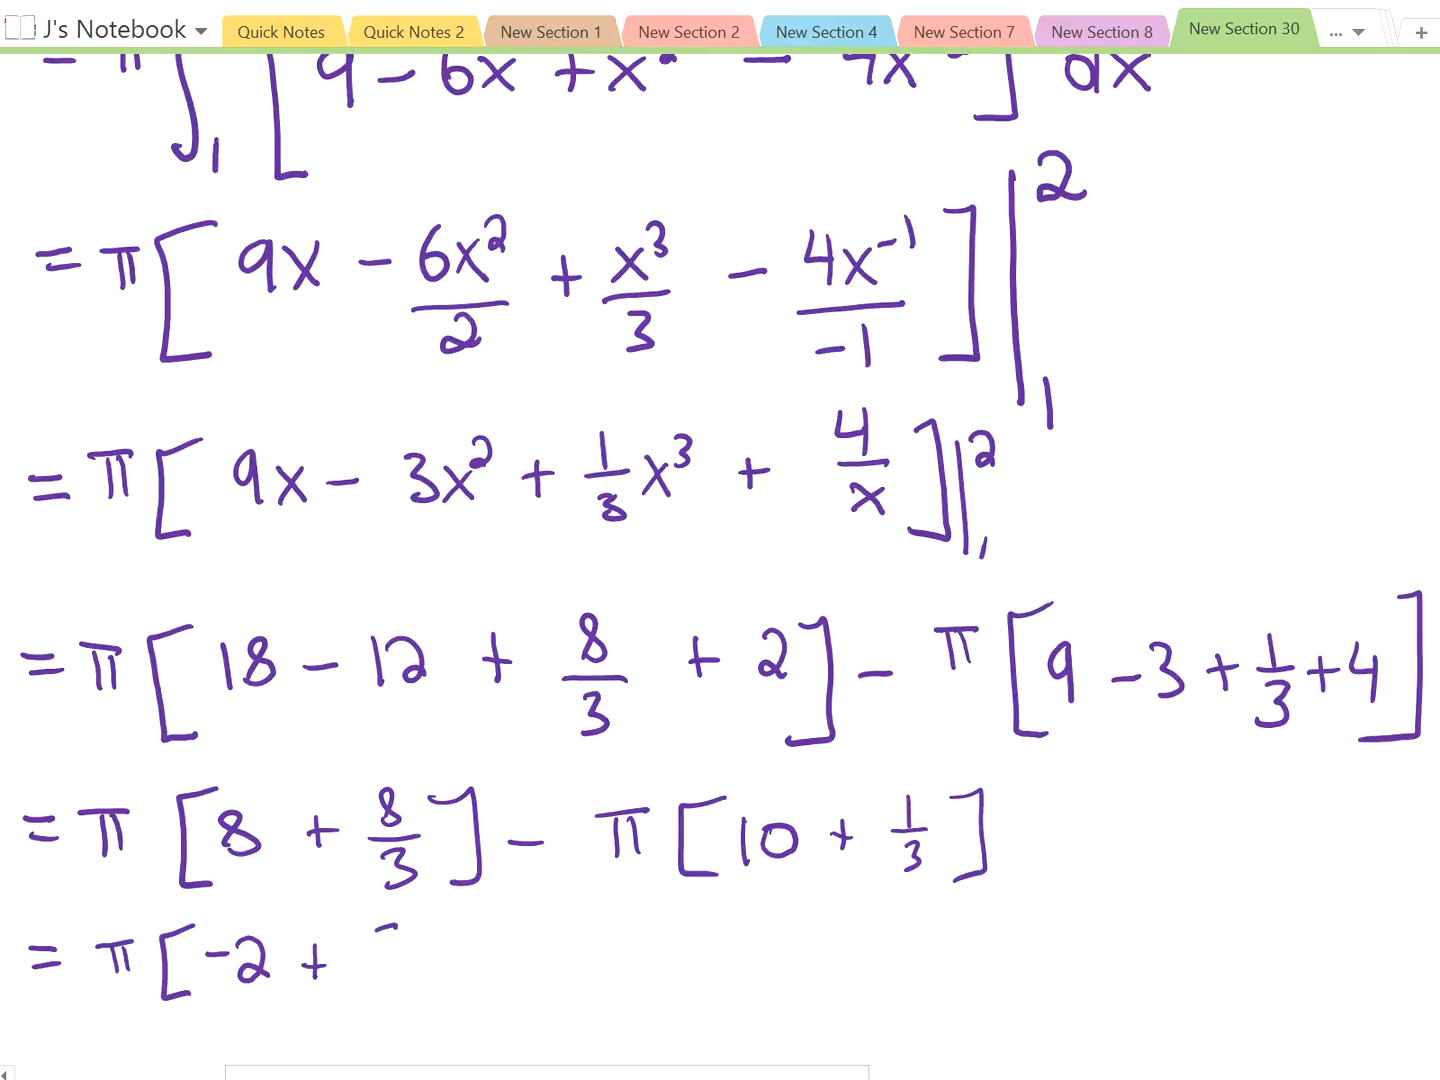 J's Notebook Quick Notes Quick Notes 2 New Section 1 New Section 2 New Section 4 New Section 7 New Section 8 New Section 30 ... +
= π ∫₁ [ 9 − 6x + x² − 4x ] dx
= π [ 9x − 6x²/2 + x³/3 − 4x⁻¹/−1 ] |₁²
= π [ 9x − 3x² + 1/3 x³ + 4/x ] |₁²
= π [ 18 − 12 + 8/3 + 2 ] − π [ 9 − 3 + 1/3 + 4 ]
= π [ 8 + 8/3 ] − π [ 10 + 1/3 ]
= π [ −2 +